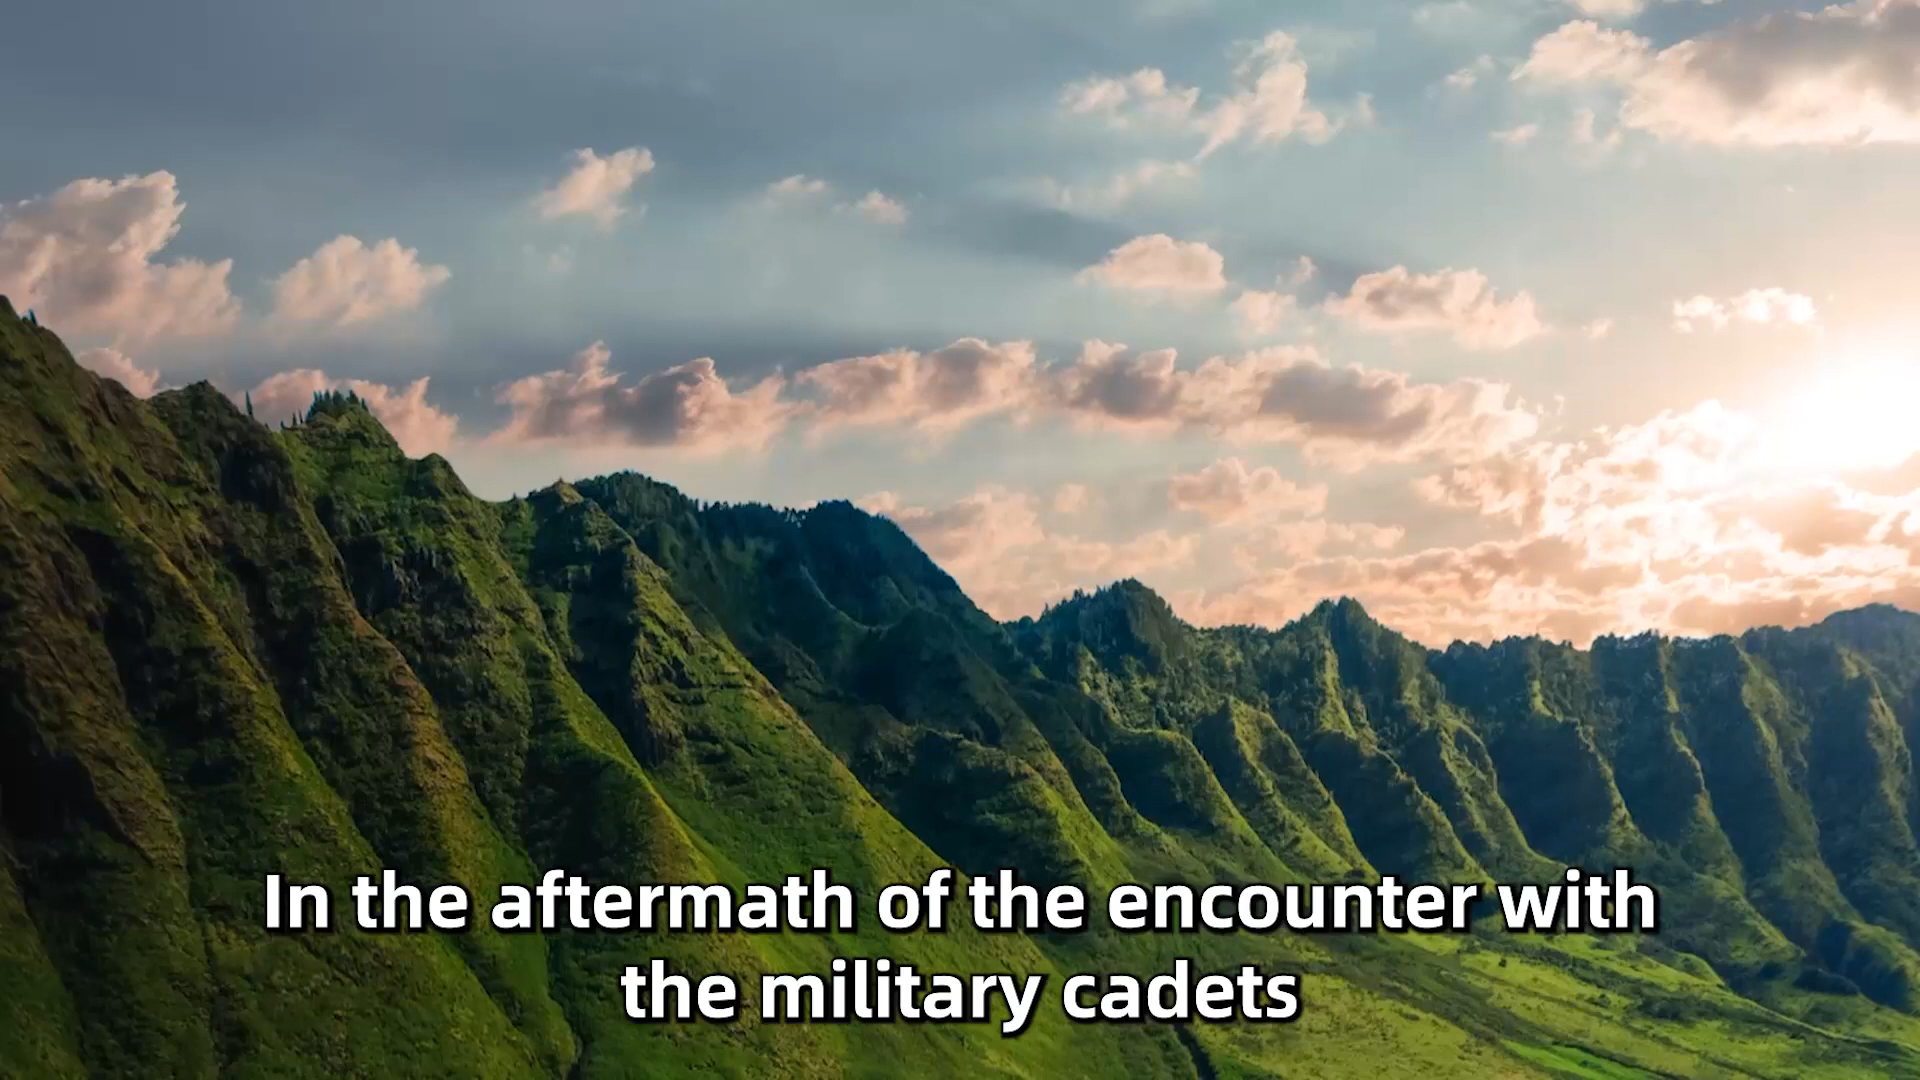 In the aftermath of the encounter with
the military cadets